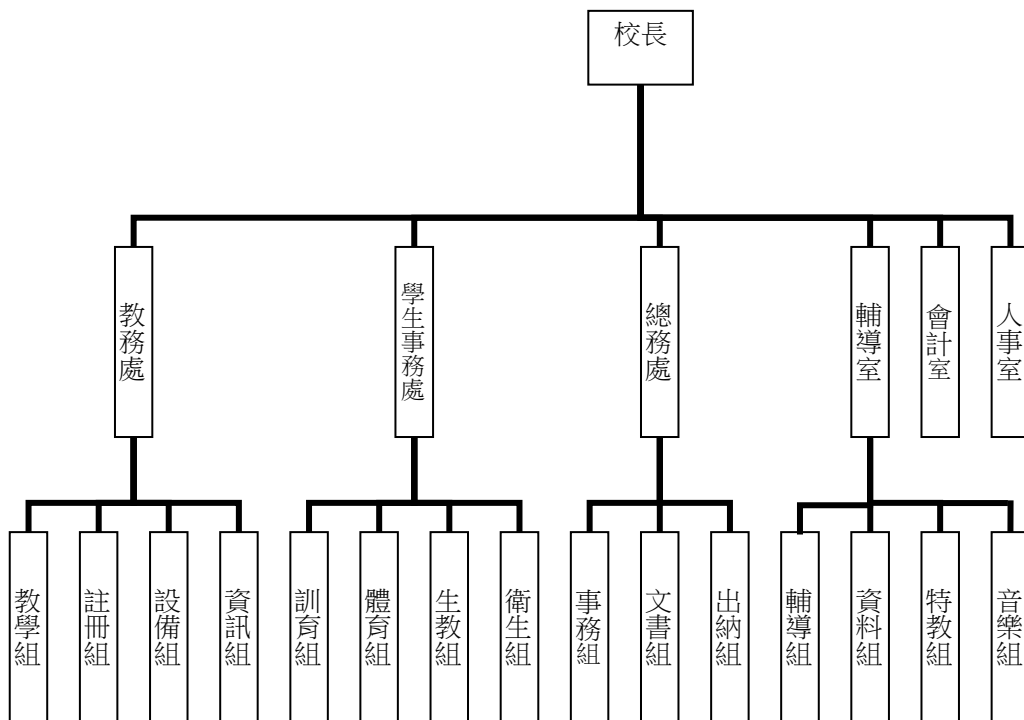 校長
教務處
學生事務處
總務處
輔導室
會計室
人事室
教學組
註冊組
設備組
資訊組
訓育組
體育組
生教組
衛生組
事務組
文書組
出納組
輔導組
資料組
特教組
音樂組